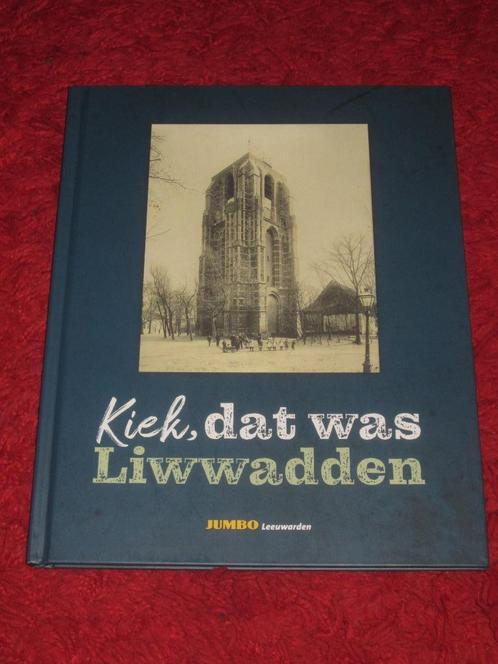 Kiek, dat was
Liwwadden
JUMBO Leeuwarden